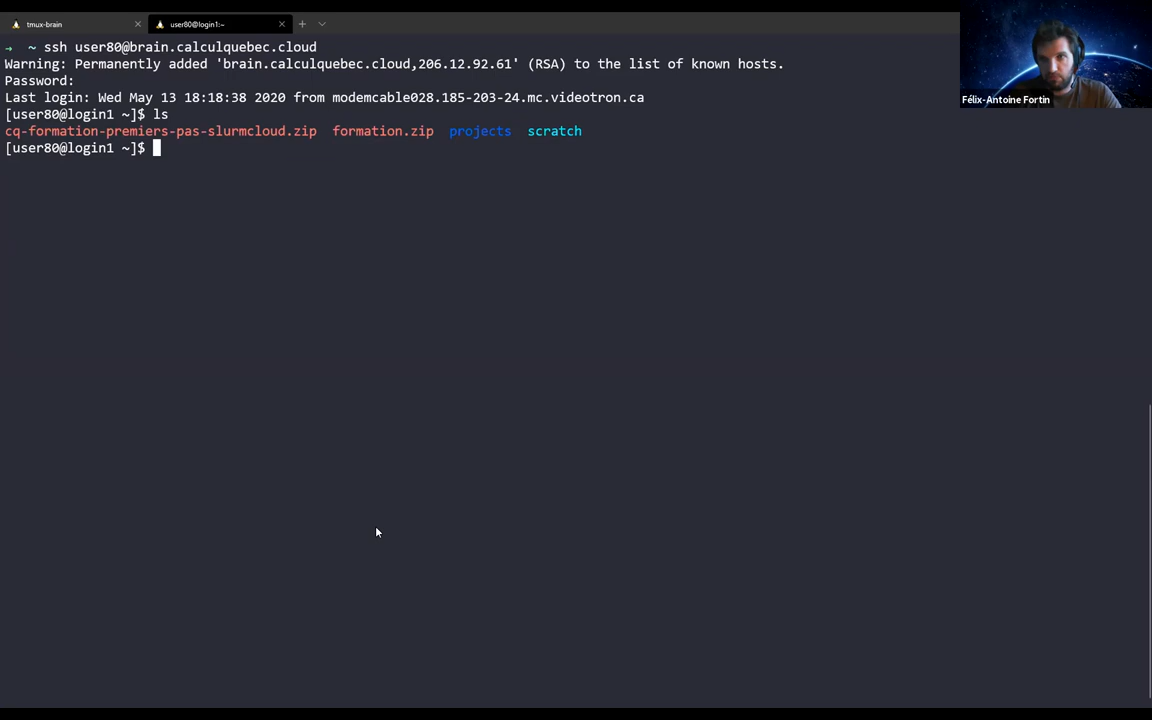 tmux-brain
user80@login1:~
→ ~ ssh user80@brain.calculquebec.cloud
Warning: Permanently added 'brain.calculquebec.cloud,206.12.92.61' (RSA) to the list of known hosts.
Password:
Last login: Wed May 13 18:18:38 2020 from modemcable028.185-203-24.mc.videotron.ca
[user80@login1 ~]$ ls
cq-formation-premiers-pas-slurmcloud.zip formation.zip projects scratch
[user80@login1 ~]$
Félix-Antoine Fortin